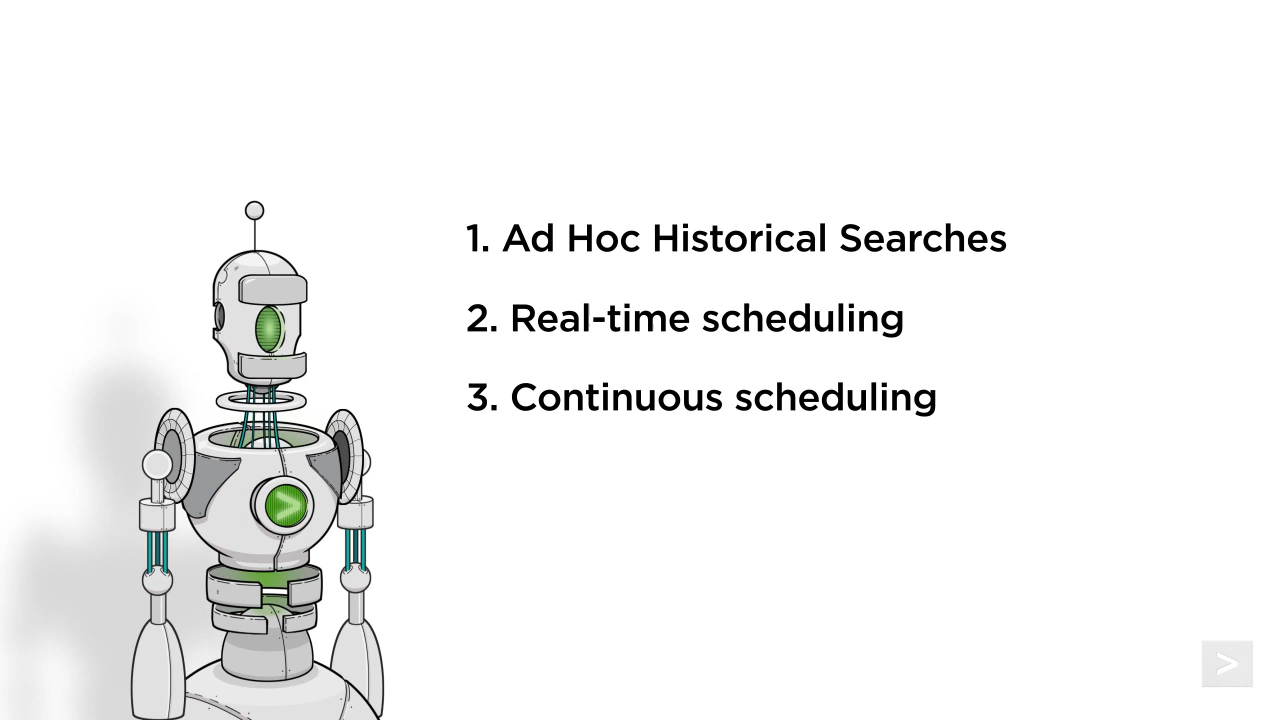 1. Ad Hoc Historical Searches
2. Real-time scheduling
3. Continuous scheduling